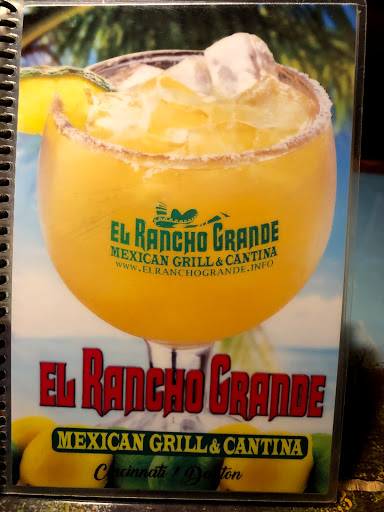 EL RANCHO GRANDE
MEXICAN GRILL & CANTINA
WWW.ELRANCHOGRANDE.INFO
EL RANCHO GRANDE
MEXICAN GRILL & CANTINA
Cincinnati / Dayton